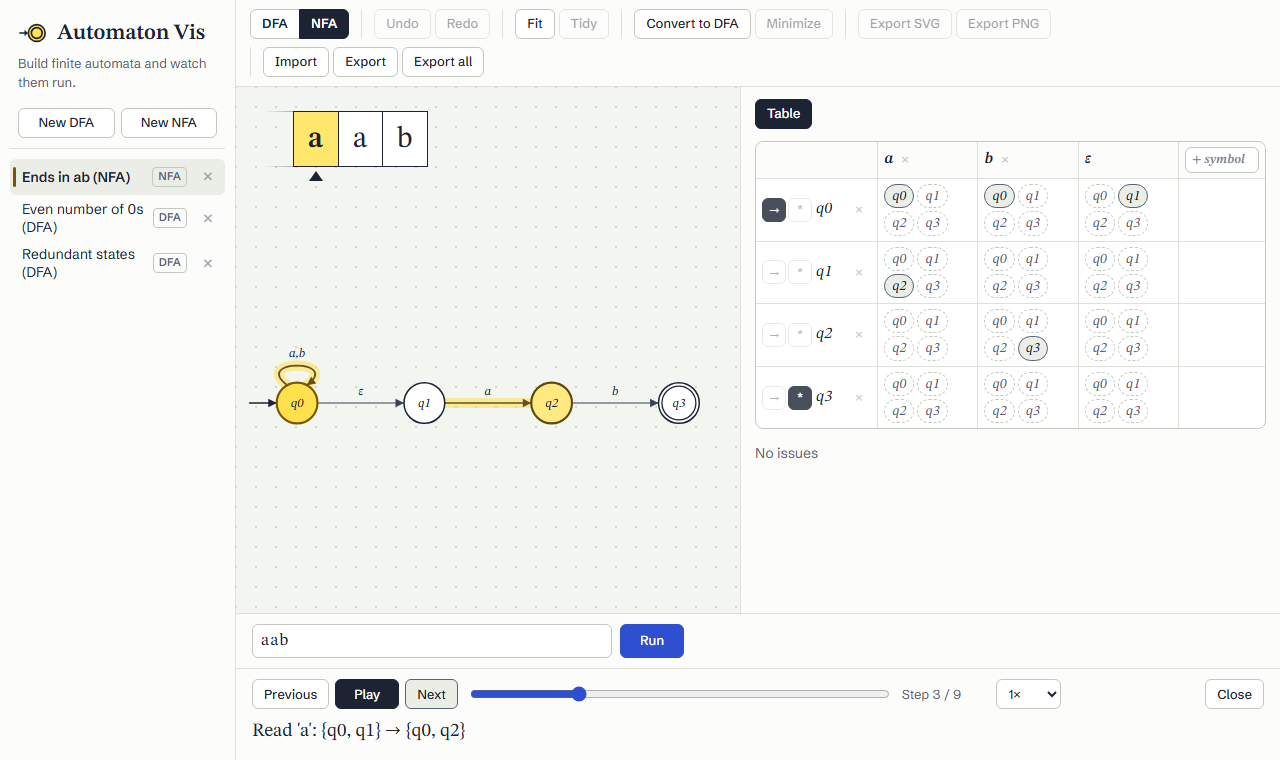 Automaton Vis
Build finite automata and watch
them run.
New DFA New NFA
Ends in ab (NFA) NFA ×
Even number of 0s
(DFA) DFA ×
Redundant states
(DFA) DFA ×
DFA NFA Undo Redo Fit Tidy Convert to DFA Minimize Export SVG Export PNG
Import Export Export all
a a b
a,b
q0 ε q1 a q2 b q3
Table
a × b × ε + symbol
→ * q0 × q0 q1 q0 q1 q0 q1
q2 q3 q2 q3 q2 q3
→ * q1 × q0 q1 q0 q1 q0 q1
q2 q3 q2 q3 q2 q3
→ * q2 × q0 q1 q0 q1 q0 q1
q2 q3 q2 q3 q2 q3
→ * q3 × q0 q1 q0 q1 q0 q1
q2 q3 q2 q3 q2 q3
No issues
aab Run
Previous Play Next Step 3 / 9 1× Close
Read 'a': {q0, q1} → {q0, q2}